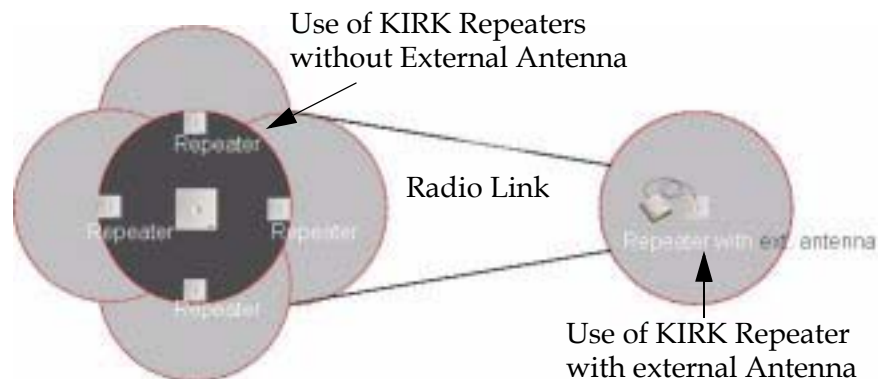 Use of KIRK Repeaters
without External Antenna
Repeater
Radio Link
Repeater
Repeater
Repeater with ext. antenna
Repeater
Use of KIRK Repeater
with external Antenna